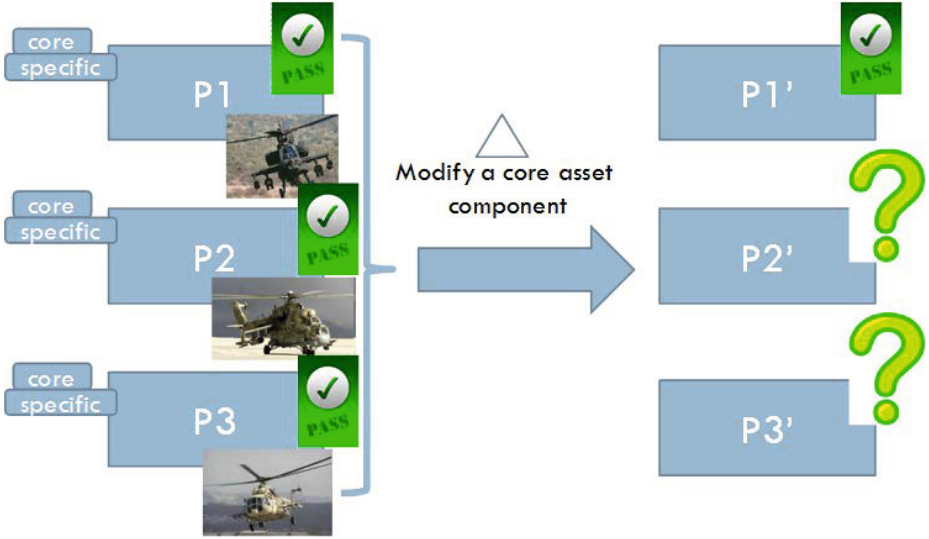 core
specific
P1
PASS
P1'
PASS
Modify a core asset
component
core
specific
P2
PASS
P2'
core
specific
P3
PASS
P3'